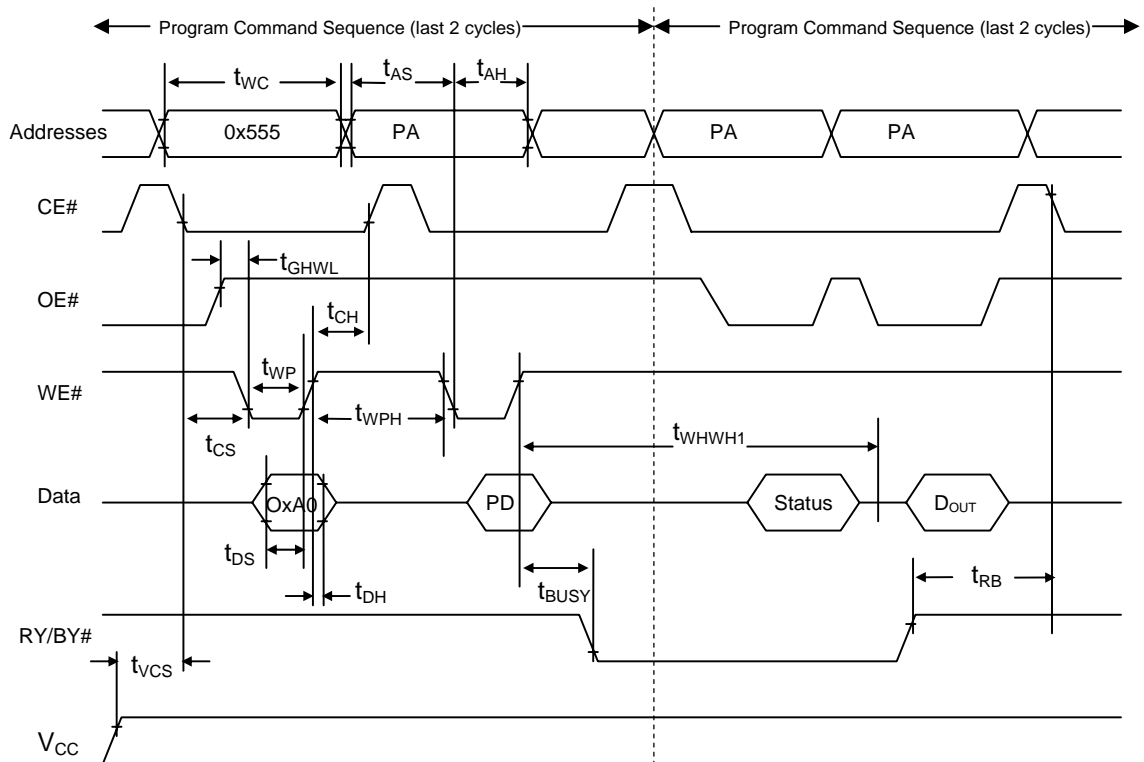 Program Command Sequence (last 2 cycles) Program Command Sequence (last 2 cycles)
tWC tAS tAH
Addresses 0x555 PA PA PA
CE#
tGHWL
OE#
tCH
tWP
WE#
tWPH
tCS tWHWH1
Data OxA0 PD Status DOUT
tDS tDH tBUSY tRB
RY/BY#
tVCS
VCC